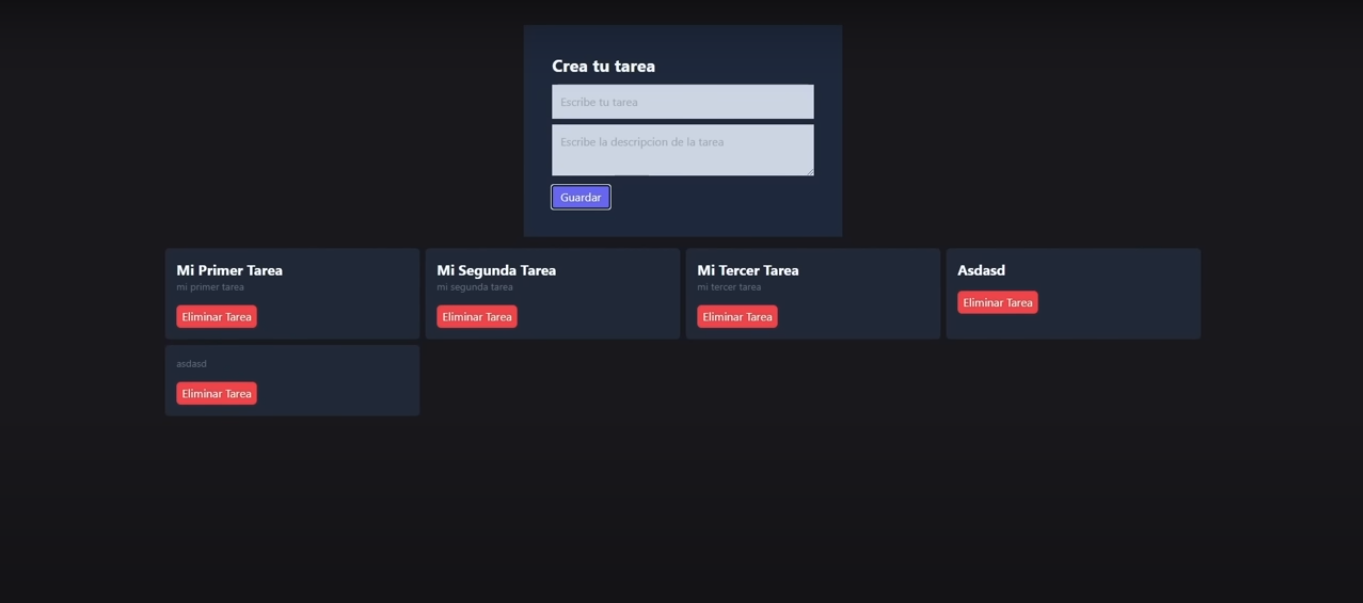 Crea tu tarea
Escribe tu tarea
Escribe la descripcion de la tarea
Guardar
Mi Primer Tarea
mi primer tarea
Eliminar Tarea
Mi Segunda Tarea
mi segunda tarea
Eliminar Tarea
Mi Tercer Tarea
mi tercer tarea
Eliminar Tarea
Asdasd
Eliminar Tarea
asdasd
Eliminar Tarea